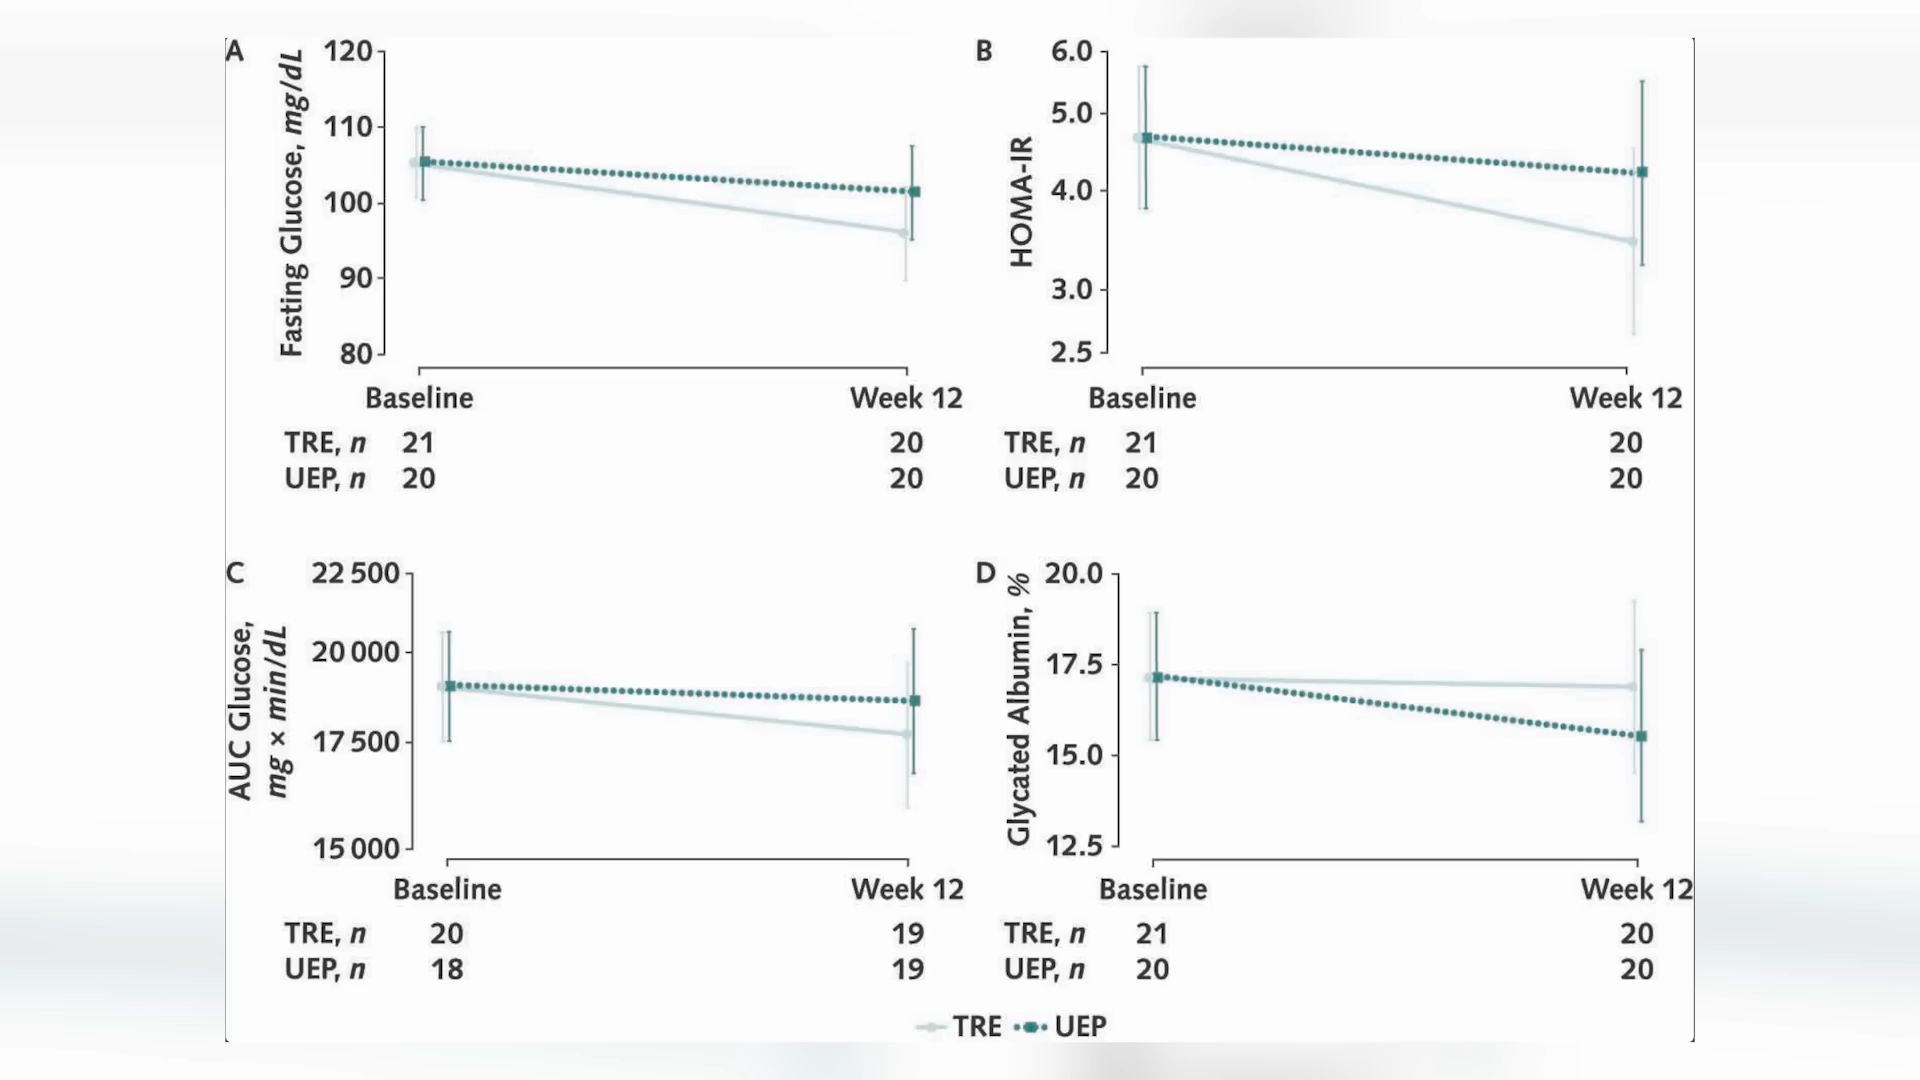 A
Fasting Glucose, mg/dL
120
110
100
90
80
Baseline Week 12
TRE, n 21 20
UEP, n 20 20
B
HOMA-IR
6.0
5.0
4.0
3.0
2.5
Baseline Week 12
TRE, n 21 20
UEP, n 20 20
C
AUC Glucose,
mg × min/dL
22 500
20 000
17 500
15 000
Baseline Week 12
TRE, n 20 19
UEP, n 18 19
D
Glycated Albumin, %
20.0
17.5
15.0
12.5
Baseline Week 12
TRE, n 21 20
UEP, n 20 20
TRE UEP